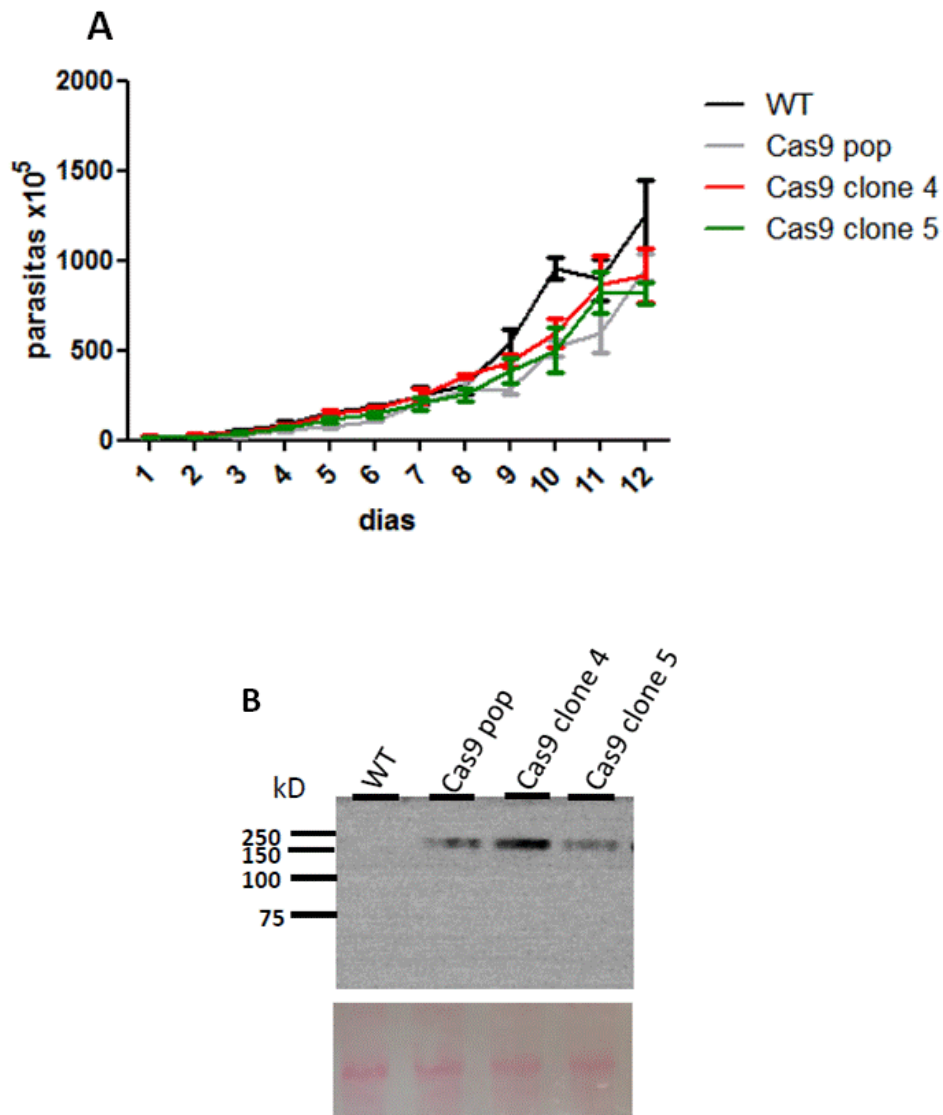 A
parasitas x10⁵
2000
1500
1000
500
0
1 2 3 4 5 6 7 8 9 10 11 12
dias
WT
Cas9 pop
Cas9 clone 4
Cas9 clone 5
B
kD
WT
Cas9 pop
Cas9 clone 4
Cas9 clone 5
250
150
100
75